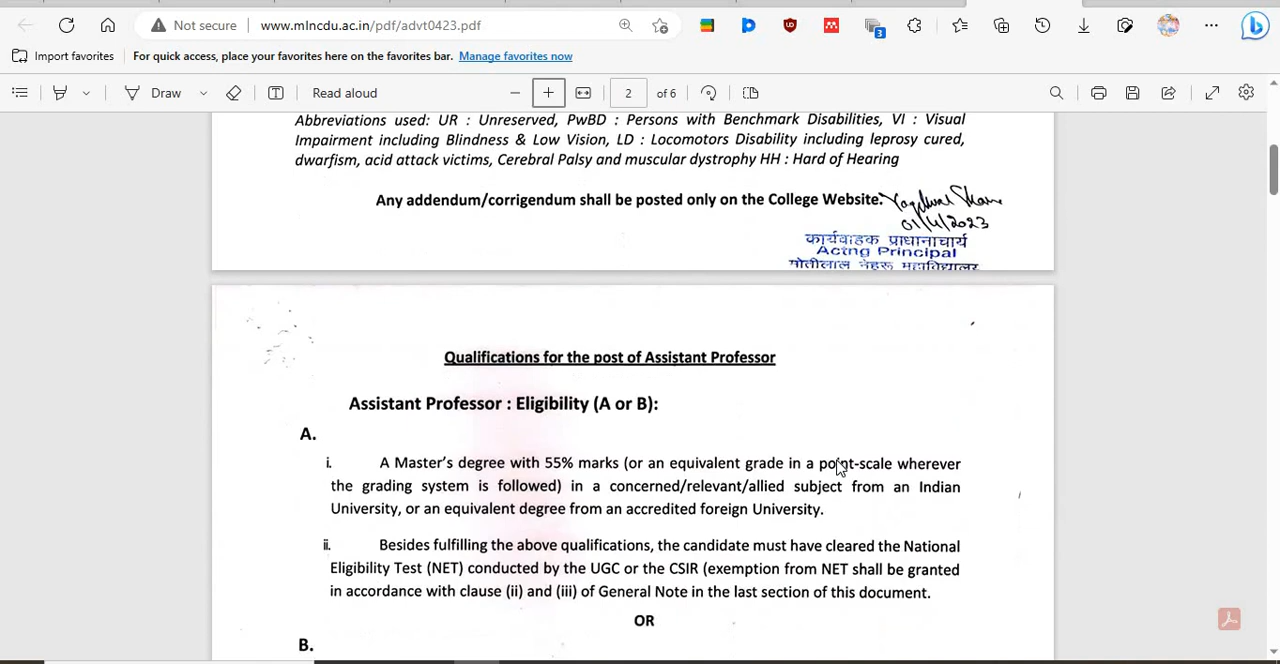 Not secure
www.mlncdu.ac.in/pdf/advt0423.pdf
3
Import favorites
For quick access, place your favorites here on the favorites bar. Manage favorites now
Draw
Read aloud
2 of 6
Abbreviations used: UR : Unreserved, PwBD : Persons with Benchmark Disabilities, VI : Visual
Impairment including Blindness & Low Vision, LD : Locomotors Disability including leprosy cured,
dwarfism, acid attack victims, Cerebral Palsy and muscular dystrophy HH : Hard of Hearing
Any addendum/corrigendum shall be posted only on the College Website.
01/4/2023
कार्यवाहक प्राधानाचार्य
Actng Principal
मोतीलाल नेहरू महाविद्यालर
Qualifications for the post of Assistant Professor
Assistant Professor : Eligibility (A or B):
A.
i. A Master's degree with 55% marks (or an equivalent grade in a point-scale wherever
the grading system is followed) in a concerned/relevant/allied subject from an Indian
University, or an equivalent degree from an accredited foreign University.
ii. Besides fulfilling the above qualifications, the candidate must have cleared the National
Eligibility Test (NET) conducted by the UGC or the CSIR (exemption from NET shall be granted
in accordance with clause (ii) and (iii) of General Note in the last section of this document.
OR
B.